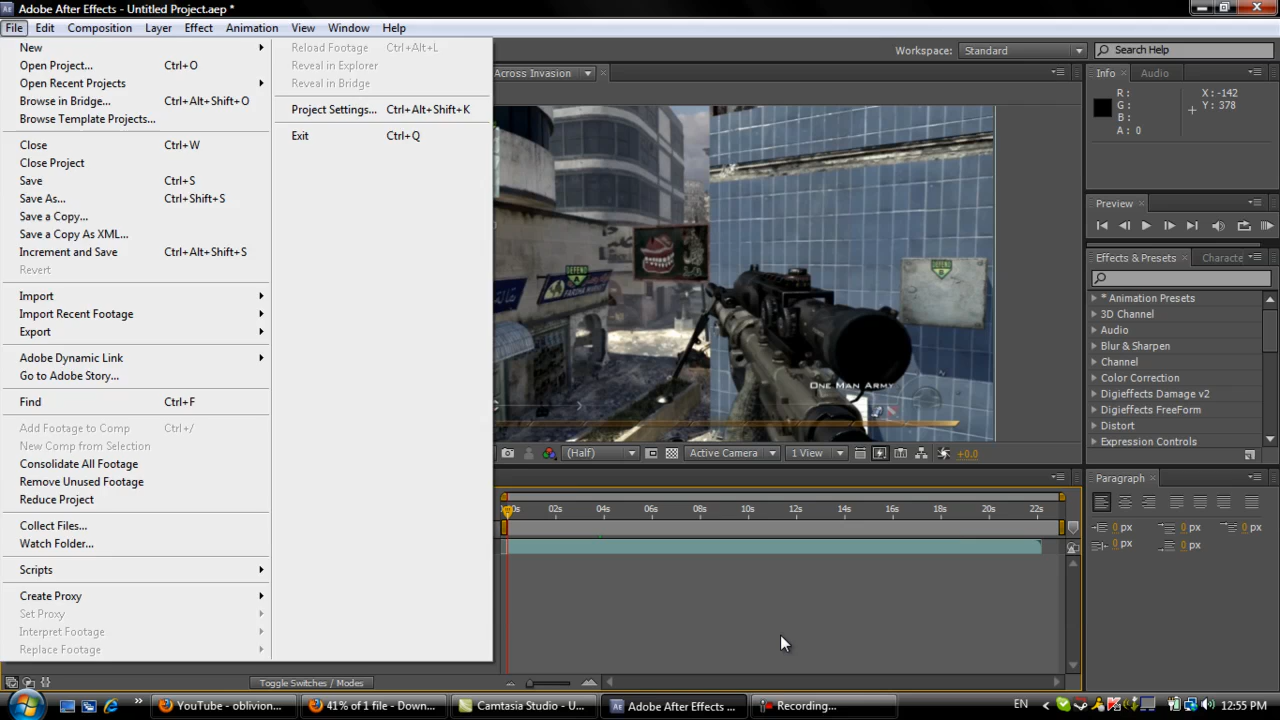 Adobe After Effects - Untitled Project.aep *
File Edit Composition Layer Effect Animation View Window Help
New
Open Project... Ctrl+O
Open Recent Projects
Browse in Bridge... Ctrl+Alt+Shift+O
Browse Template Projects...
Close Ctrl+W
Close Project
Save Ctrl+S
Save As... Ctrl+Shift+S
Save a Copy...
Save a Copy As XML...
Increment and Save Ctrl+Alt+Shift+S
Revert
Import
Import Recent Footage
Export
Adobe Dynamic Link
Go to Adobe Story...
Find Ctrl+F
Add Footage to Comp Ctrl+/
New Comp from Selection
Consolidate All Footage
Remove Unused Footage
Reduce Project
Collect Files...
Watch Folder...
Scripts
Create Proxy
Set Proxy
Interpret Footage
Replace Footage
Reload Footage Ctrl+Alt+L
Reveal in Explorer
Reveal in Bridge
Project Settings... Ctrl+Alt+Shift+K
Exit Ctrl+Q
Workspace: Standard
Search Help
Across Invasion
Info Audio
R: X: -142
G: Y: 378
B:
A: 0
Preview
Effects & Presets Characte
* Animation Presets
3D Channel
Audio
Blur & Sharpen
Channel
Color Correction
Digieffects Damage v2
Digieffects FreeForm
Distort
Expression Controls
DEFEND
A
DEFEND
B
One Man Army
(Half) Active Camera 1 View +0.0
Paragraph
0 px 0 px 0 px
0 px 0 px
02s 04s 06s 08s 10s 12s 14s 16s 18s 20s 22s
Toggle Switches / Modes
YouTube - oblivion...
41% of 1 file - Down...
Camtasia Studio - U...
Adobe After Effects ...
Recording...
EN
12:55 PM